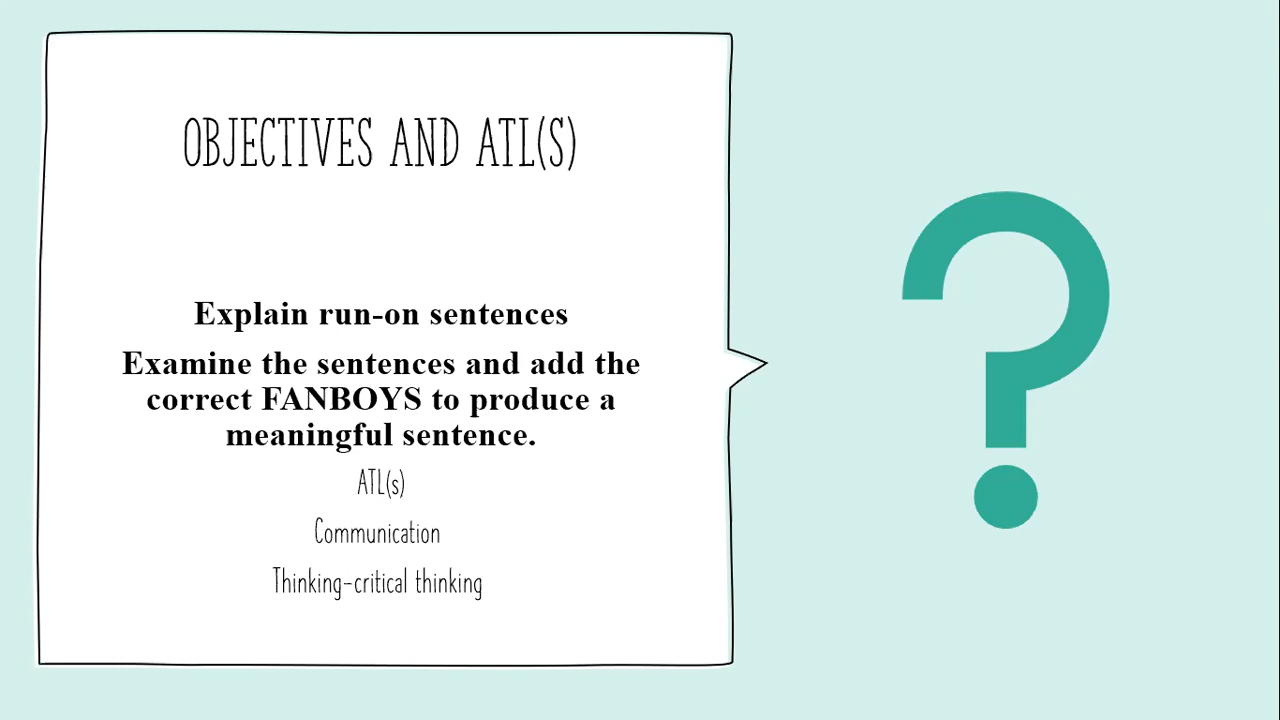 OBJECTIVES AND ATL(S)
Explain run-on sentences
Examine the sentences and add the
correct FANBOYS to produce a
meaningful sentence.
ATL(s)
Communication
Thinking-critical thinking